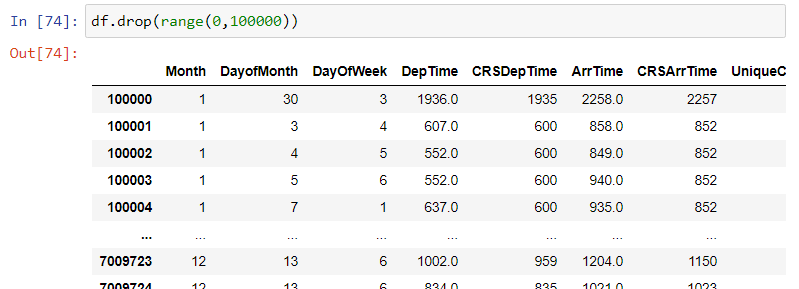 In [74]: df.drop(range(0,100000))
Out[74]:
Month DayofMonth DayOfWeek DepTime CRSDepTime ArrTime CRSArrTime UniqueC
100000 1 30 3 1936.0 1935 2258.0 2257
100001 1 3 4 607.0 600 858.0 852
100002 1 4 5 552.0 600 849.0 852
100003 1 5 6 552.0 600 940.0 852
100004 1 7 1 637.0 600 935.0 852
... ... ... ... ... ... ... ...
7009723 12 13 6 1002.0 959 1204.0 1150
7009724 12 13 6 834.0 835 1021.0 1023